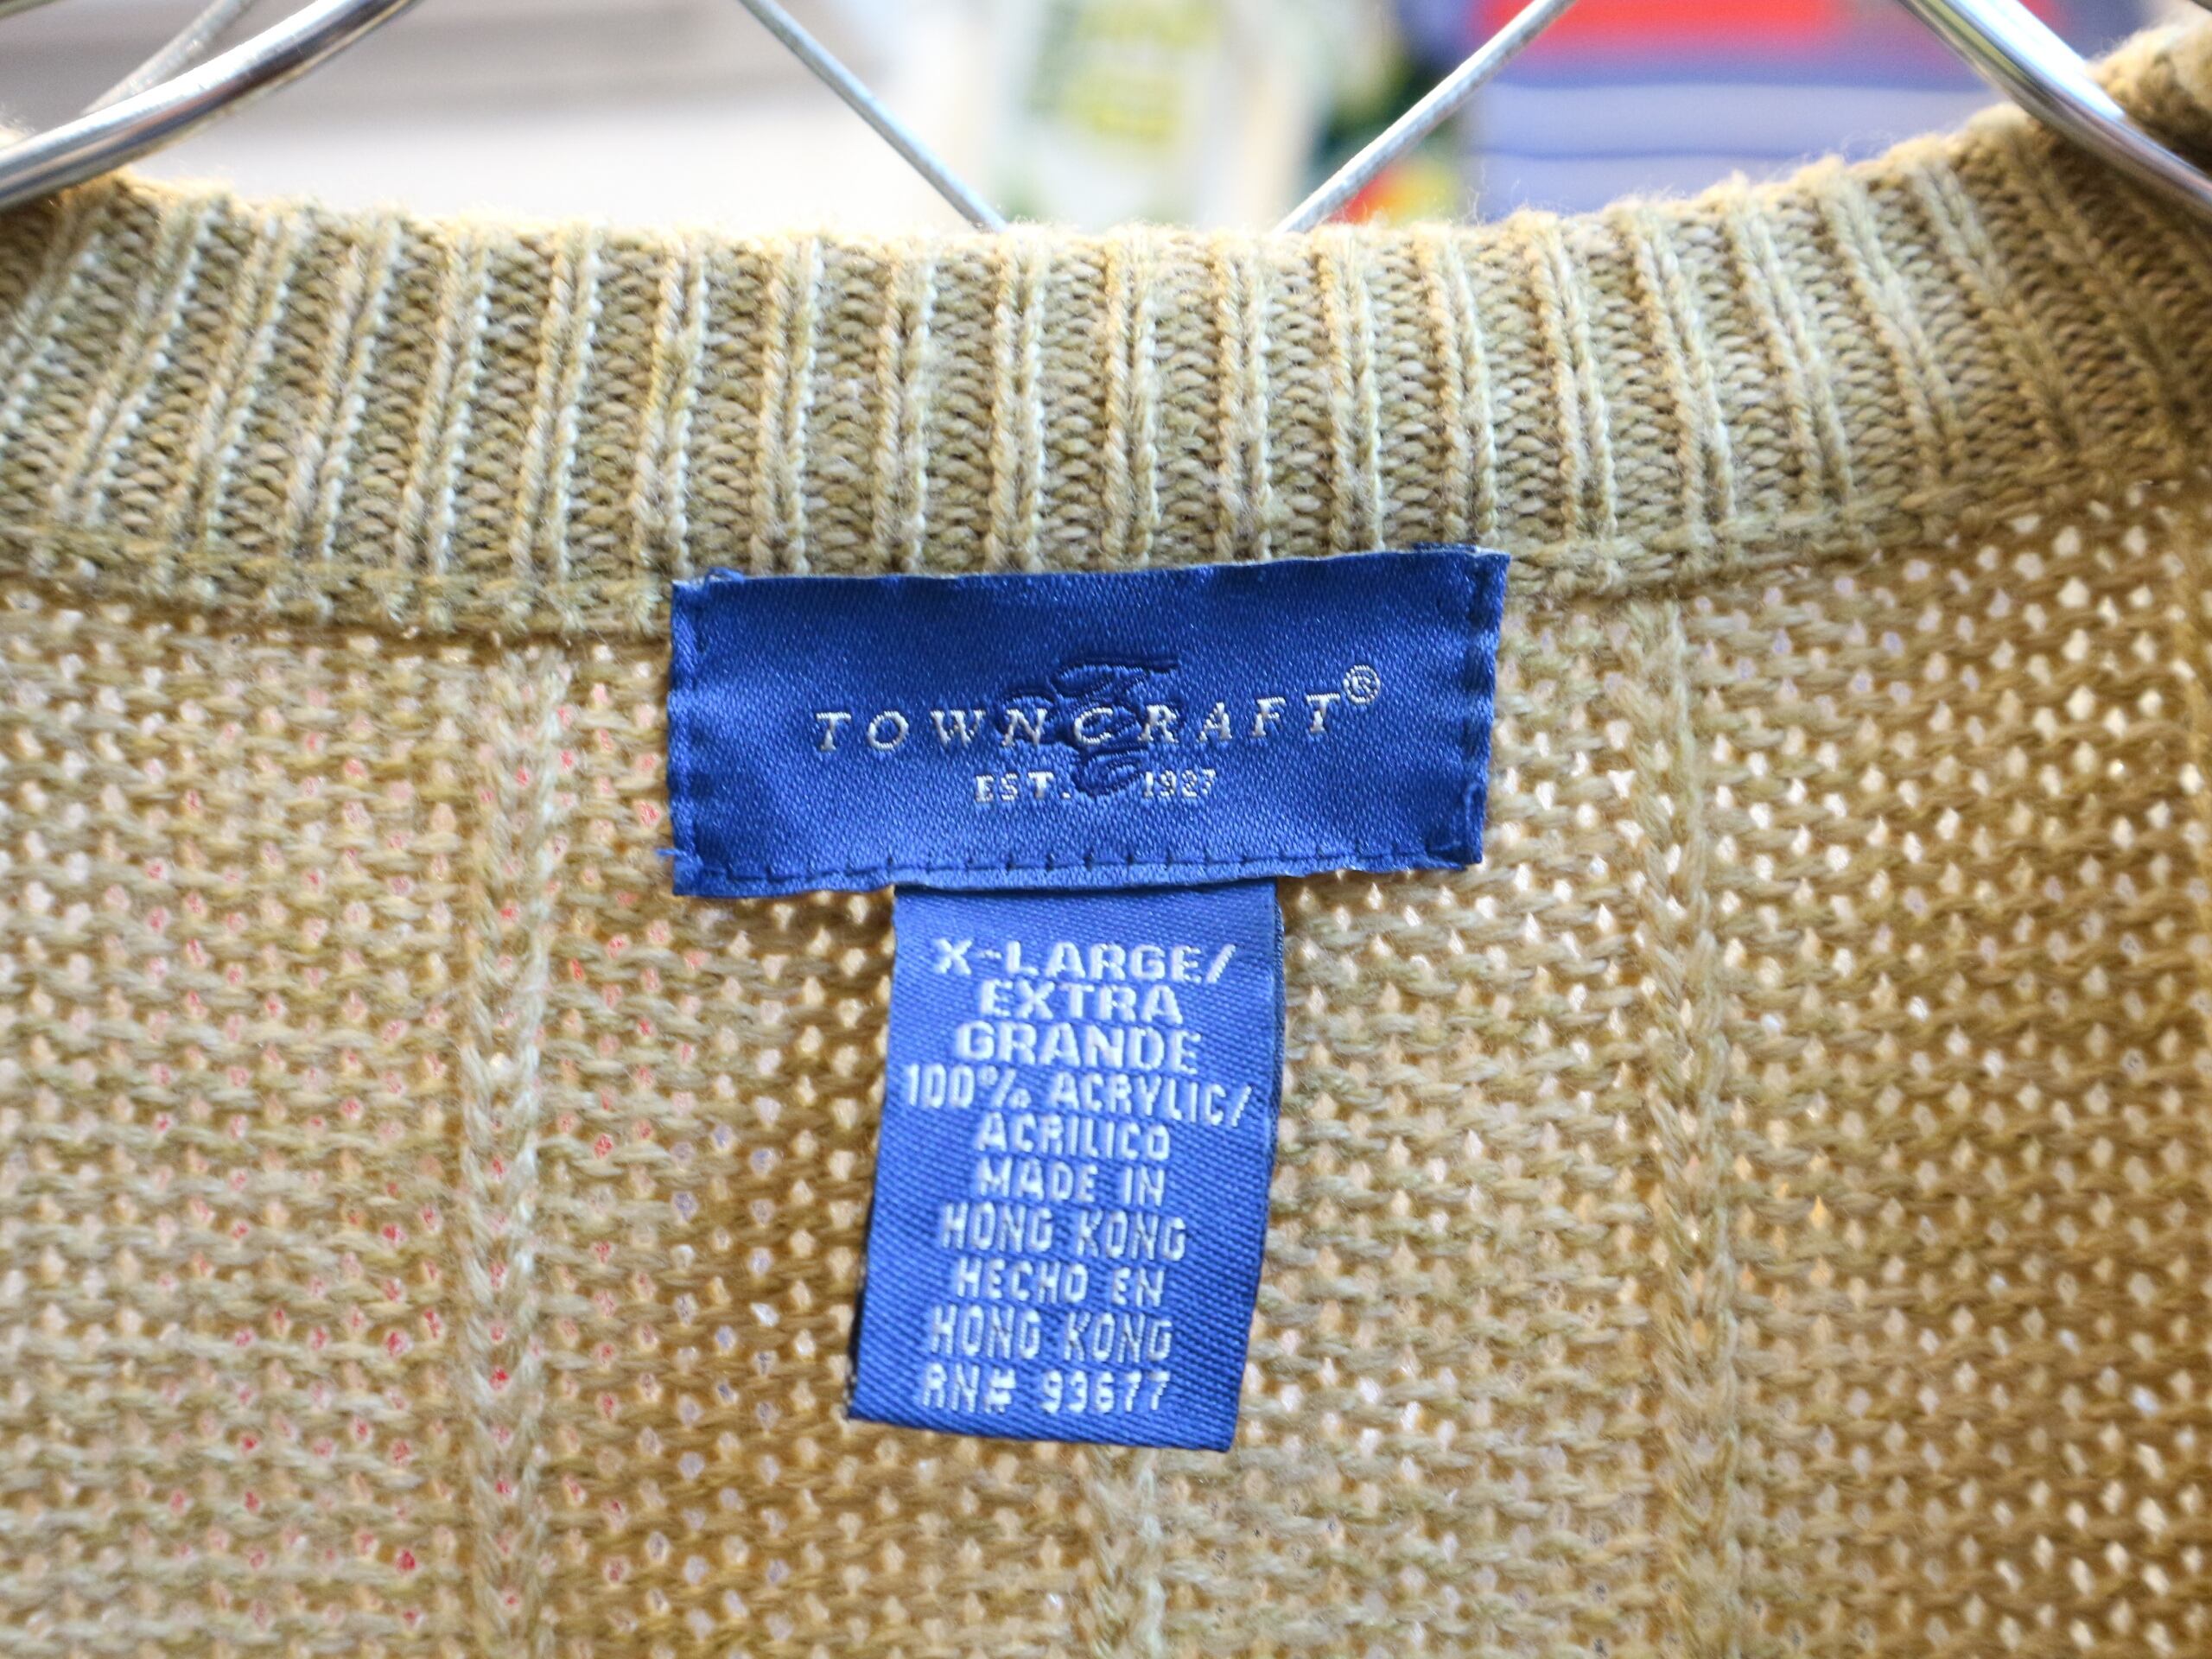 TOWNCRAFT®
EST. 1927
X-LARGE/
EXTRA
GRANDE
100% ACRYLIC/
ACRILICO
MADE IN
HONG KONG
HECHO EN
HONG KONG
RN# 93677